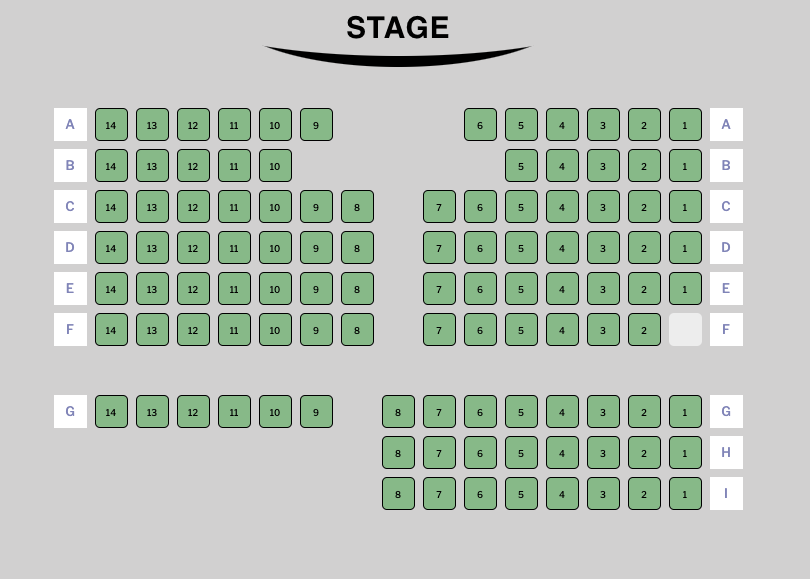 STAGE
A 14 13 12 11 10 9 6 5 4 3 2 1 A
B 14 13 12 11 10 5 4 3 2 1 B
C 14 13 12 11 10 9 8 7 6 5 4 3 2 1 C
D 14 13 12 11 10 9 8 7 6 5 4 3 2 1 D
E 14 13 12 11 10 9 8 7 6 5 4 3 2 1 E
F 14 13 12 11 10 9 8 7 6 5 4 3 2 F
G 14 13 12 11 10 9 8 7 6 5 4 3 2 1 G
8 7 6 5 4 3 2 1 H
8 7 6 5 4 3 2 1 I